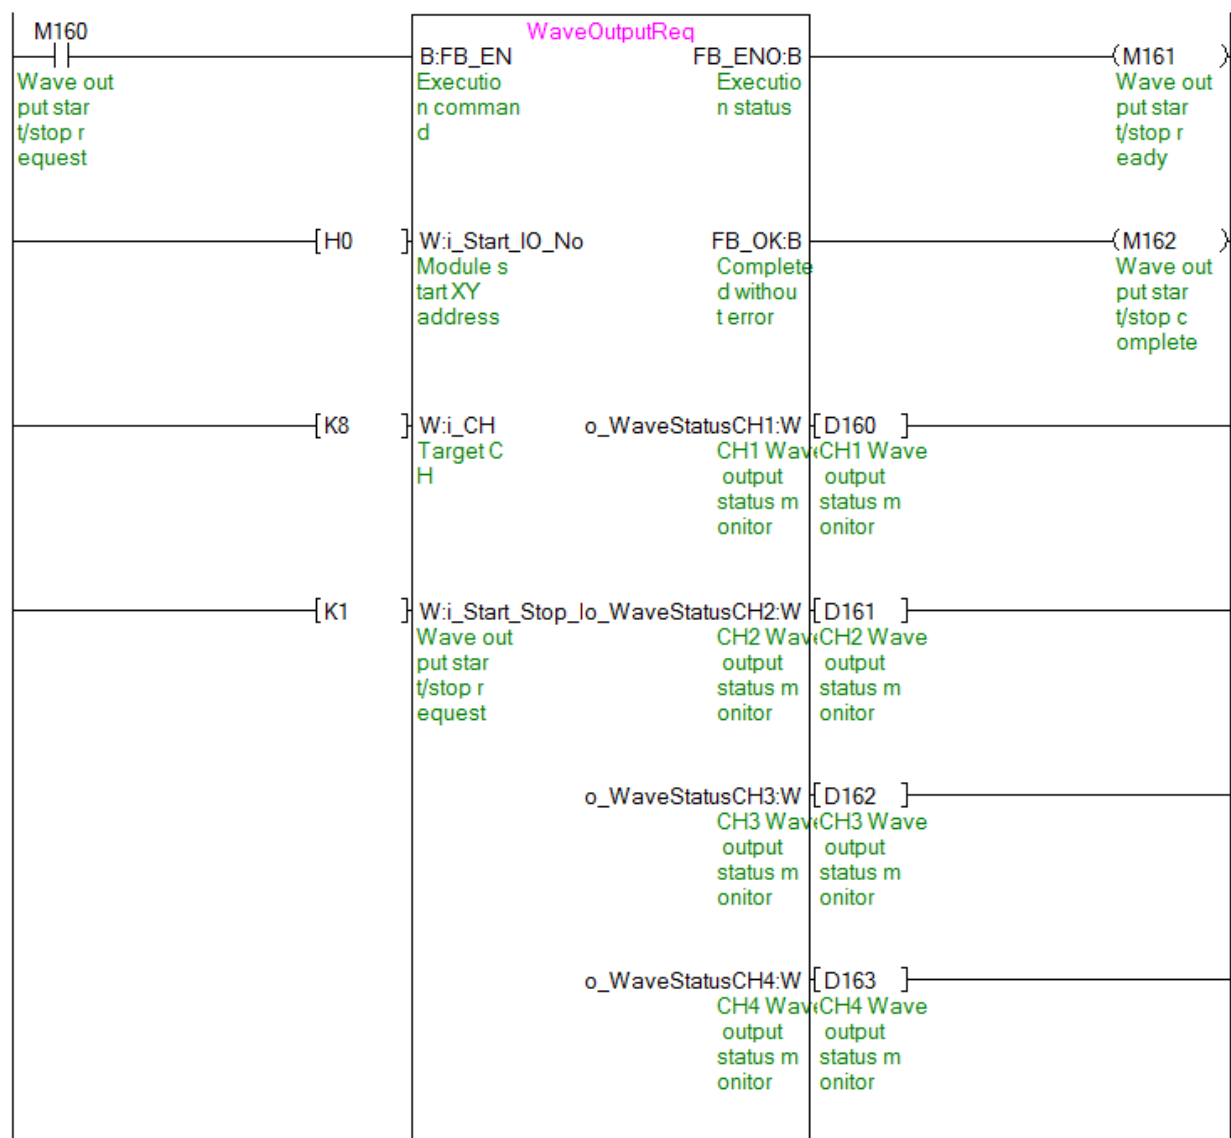 M160
WaveOutputReq
B:FB_EN
FB_ENO:B
(M161 )
Wave out
put star
t/stop r
equest
Executio
n comman
d
Executio
n status
Wave out
put star
t/stop r
eady
[H0 ]
W:i_Start_IO_No
FB_OK:B
(M162 )
Module s
tart XY
address
Complete
d withou
t error
Wave out
put star
t/stop c
omplete
[K8 ]
W:i_CH
o_WaveStatusCH1:W
[D160 ]
Target C
H
CH1 Wav
output
status m
onitor
CH1 Wave
output
status m
onitor
[K1 ]
W:i_Start_Stop_I
o_WaveStatusCH2:W
[D161 ]
Wave out
put star
t/stop r
equest
CH2 Wav
output
status m
onitor
CH2 Wave
output
status m
onitor
o_WaveStatusCH3:W
[D162 ]
CH3 Wav
output
status m
onitor
CH3 Wave
output
status m
onitor
o_WaveStatusCH4:W
[D163 ]
CH4 Wav
output
status m
onitor
CH4 Wave
output
status m
onitor